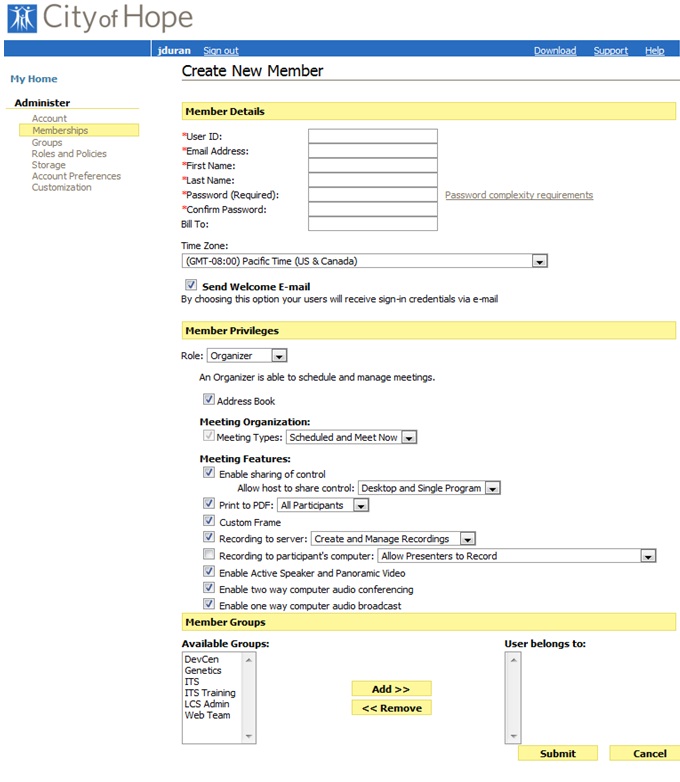 City of Hope
jduran Sign out Download Support Help
My Home
Administer
Account
Memberships
Groups
Roles and Policies
Storage
Account Preferences
Customization
Create New Member
Member Details
*User ID:
*Email Address:
*First Name:
*Last Name:
*Password (Required): Password complexity requirements
*Confirm Password:
Bill To:
Time Zone:
(GMT-08:00) Pacific Time (US & Canada)
Send Welcome E-mail
By choosing this option your users will receive sign-in credentials via e-mail
Member Privileges
Role: Organizer
An Organizer is able to schedule and manage meetings.
Address Book
Meeting Organization:
Meeting Types: Scheduled and Meet Now
Meeting Features:
Enable sharing of control
Allow host to share control: Desktop and Single Program
Print to PDF: All Participants
Custom Frame
Recording to server: Create and Manage Recordings
Recording to participant's computer: Allow Presenters to Record
Enable Active Speaker and Panoramic Video
Enable two way computer audio conferencing
Enable one way computer audio broadcast
Member Groups
Available Groups: User belongs to:
DevCen
Genetics
ITS
ITS Training
LCS Admin
Web Team
Add >>
<< Remove
Submit Cancel